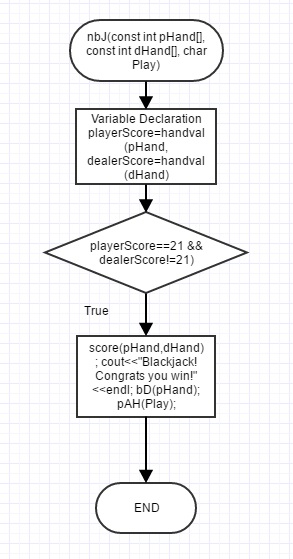 nbJ(const int pHand[],
const int dHand[], char
Play)
Variable Declaration
playerScore=handval
(pHand,
dealerScore=handval
(dHand)
playerScore==21 &&
dealerScore!=21)
True
score(pHand,dHand)
; cout<<"Blackjack!
Congrats you win!"
<<endl; bD(pHand);
pAH(Play);
END